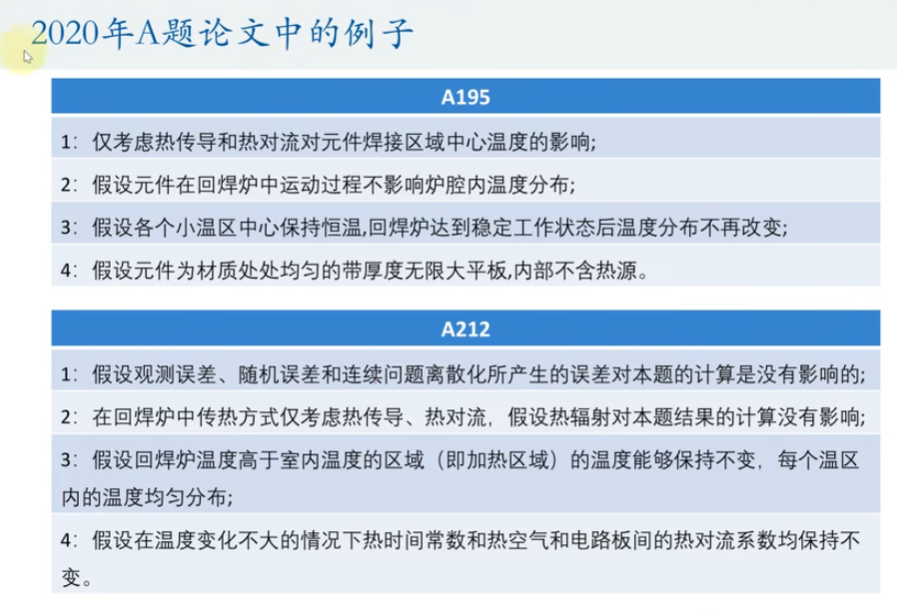 2020年A题论文中的例子
A195
1：仅考虑热传导和热对流对元件焊接区域中心温度的影响;
2：假设元件在回焊炉中运动过程不影响炉腔内温度分布;
3：假设各个小温区中心保持恒温,回焊炉达到稳定工作状态后温度分布不再改变;
4：假设元件为材质处处均匀的带厚度无限大平板,内部不含热源。
A212
1：假设观测误差、随机误差和连续问题离散化所产生的误差对本题的计算是没有影响的;
2：在回焊炉中传热方式仅考虑热传导、热对流，假设热辐射对本题结果的计算没有影响;
3：假设回焊炉温度高于室内温度的区域（即加热区域）的温度能够保持不变，每个温区
内的温度均匀分布;
4：假设在温度变化不大的情况下热时间常数和热空气和电路板间的热对流系数均保持不
变。